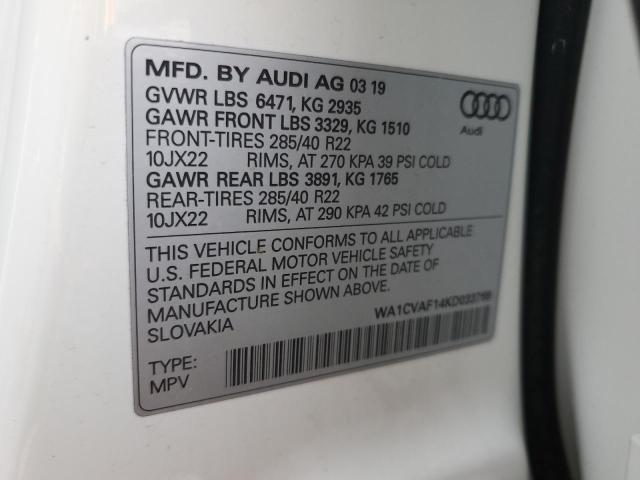 MFD. BY AUDI AG 03 19
GVWR LBS 6471, KG 2935
GAWR FRONT LBS 3329, KG 1510
FRONT-TIRES 285/40 R22
10JX22 RIMS, AT 270 KPA 39 PSI COLD
GAWR REAR LBS 3891, KG 1765
REAR-TIRES 285/40 R22
10JX22 RIMS, AT 290 KPA 42 PSI COLD
Audi
THIS VEHICLE CONFORMS TO ALL APPLICABLE
U.S. FEDERAL MOTOR VEHICLE SAFETY
STANDARDS IN EFFECT ON THE DATE OF
MANUFACTURE SHOWN ABOVE.
SLOVAKIA
TYPE:
MPV